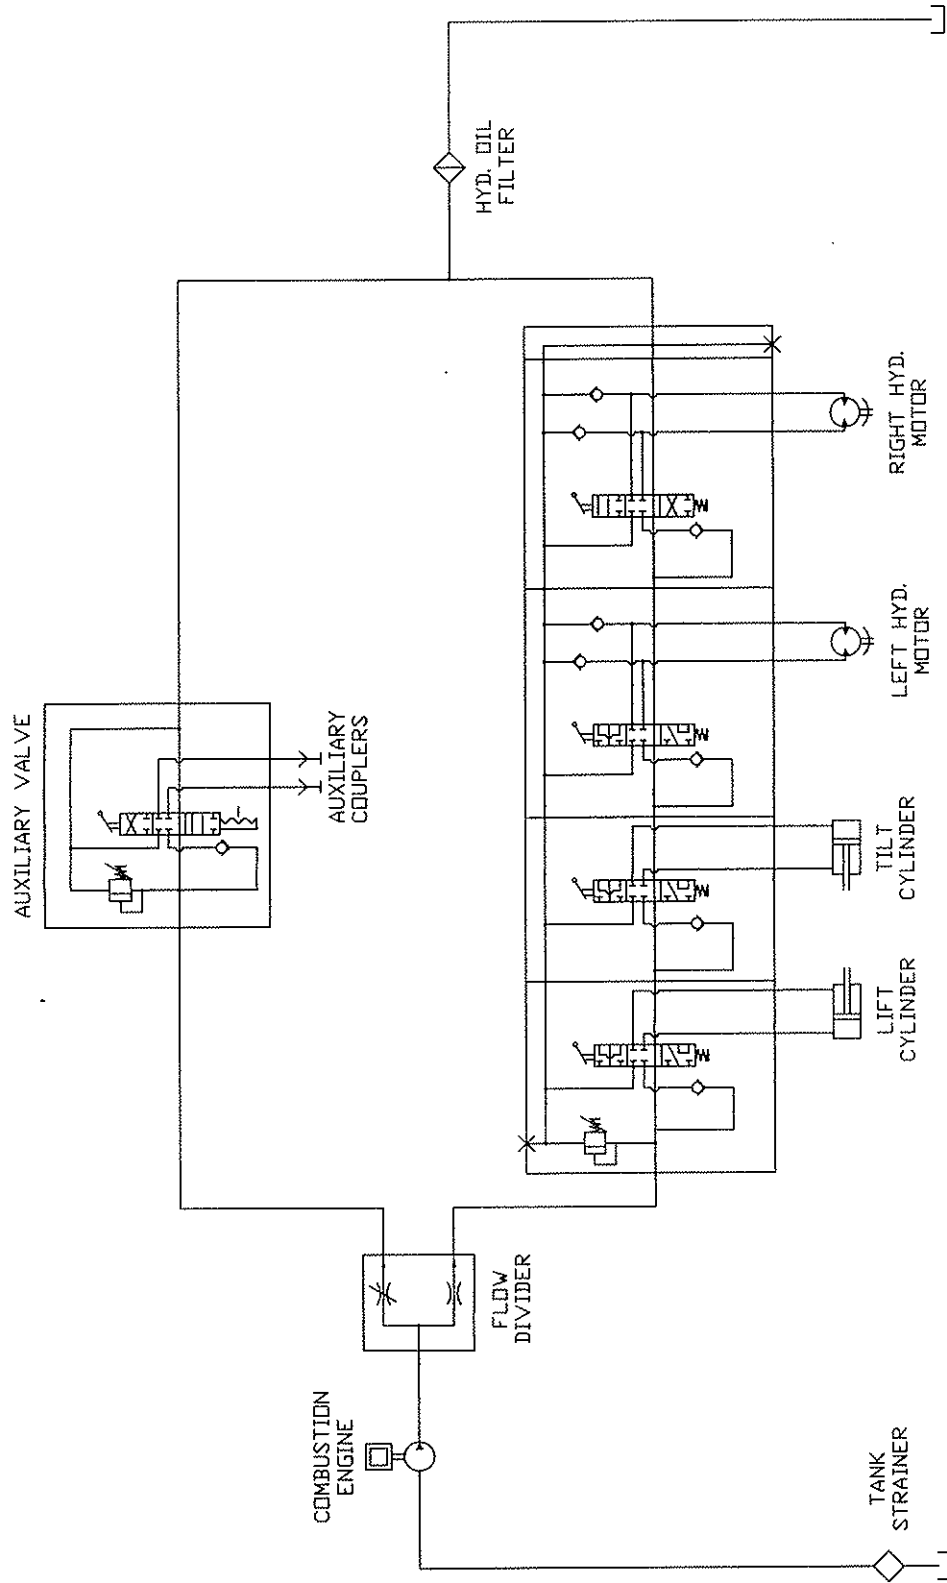 AUXILIARY VALVE
AUXILIARY
COUPLERS
HYD. OIL
FILTER
COMBUSTION
ENGINE
FLOW
DIVIDER
TANK
STRAINER
LIFT
CYLINDER
TILT
CYLINDER
LEFT HYD.
MOTOR
RIGHT HYD.
MOTOR